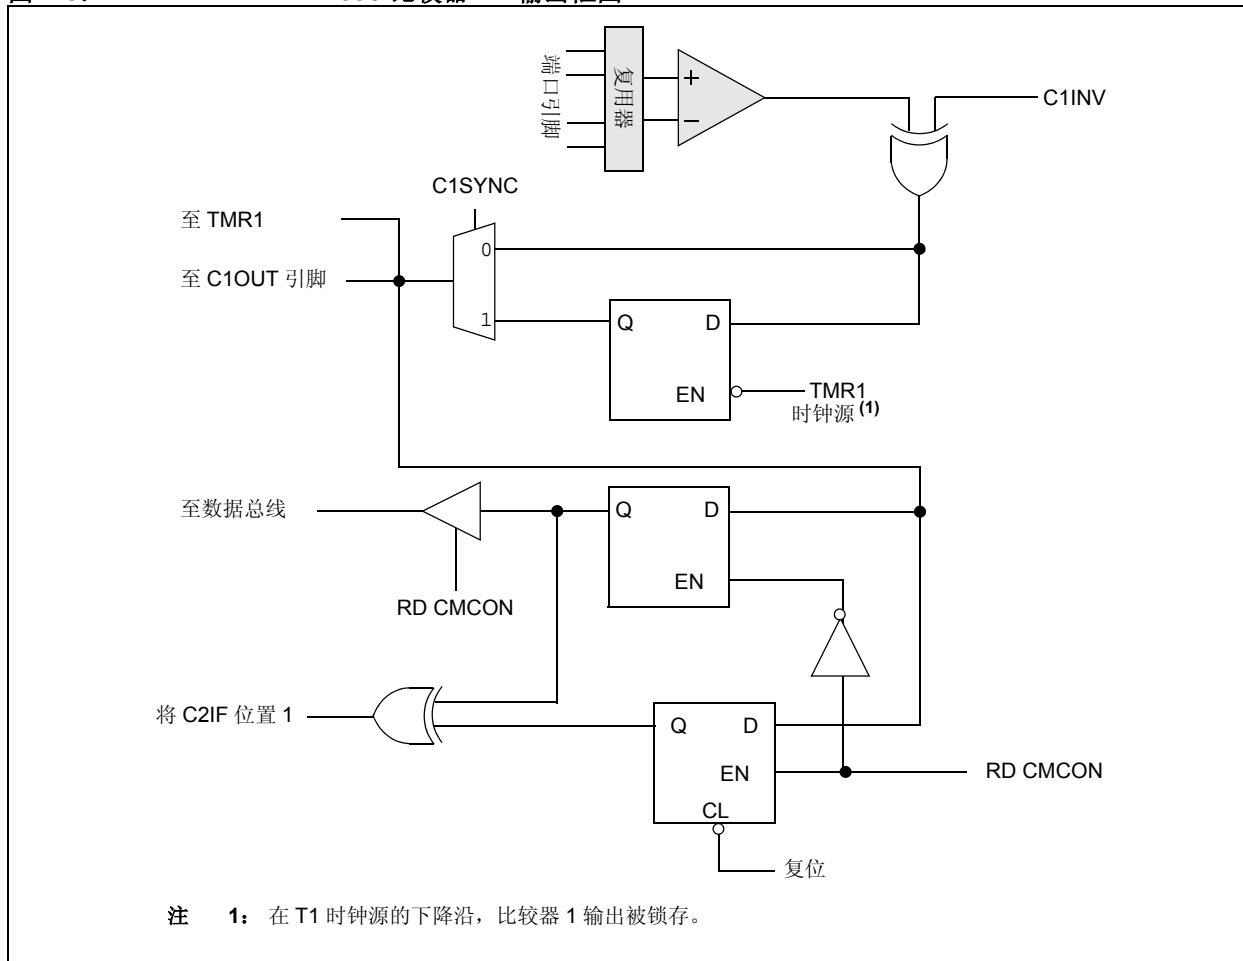 端口引脚
复用器
+
−
C1INV
C1SYNC
至 TMR1
0
至 C1OUT 引脚
1
Q D
EN
TMR1
时钟源 (1)
至数据总线
Q D
EN
RD CMCON
将 C2IF 位置 1
Q D
EN
RD CMCON
CL
复位
注 1： 在 T1 时钟源的下降沿，比较器 1 输出被锁存。